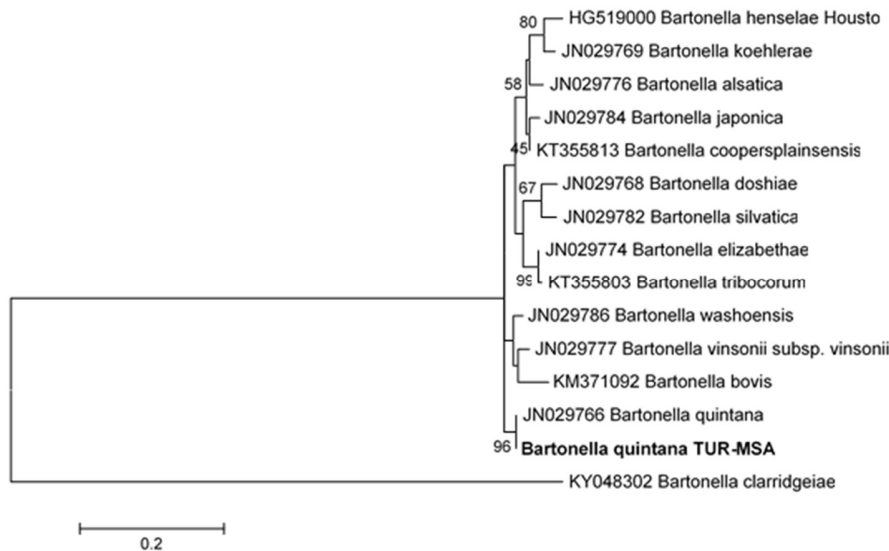 80
HG519000 Bartonella henselae Housto
JN029769 Bartonella koehlerae
58
JN029776 Bartonella alsatica
JN029784 Bartonella japonica
45
KT355813 Bartonella coopersplainsensis
67
JN029768 Bartonella doshiae
JN029782 Bartonella silvatica
JN029774 Bartonella elizabethae
99
KT355803 Bartonella tribocorum
JN029786 Bartonella washoensis
JN029777 Bartonella vinsonii subsp. vinsonii
KM371092 Bartonella bovis
JN029766 Bartonella quintana
96
Bartonella quintana TUR-MSA
KY048302 Bartonella clarridgeiae
0.2